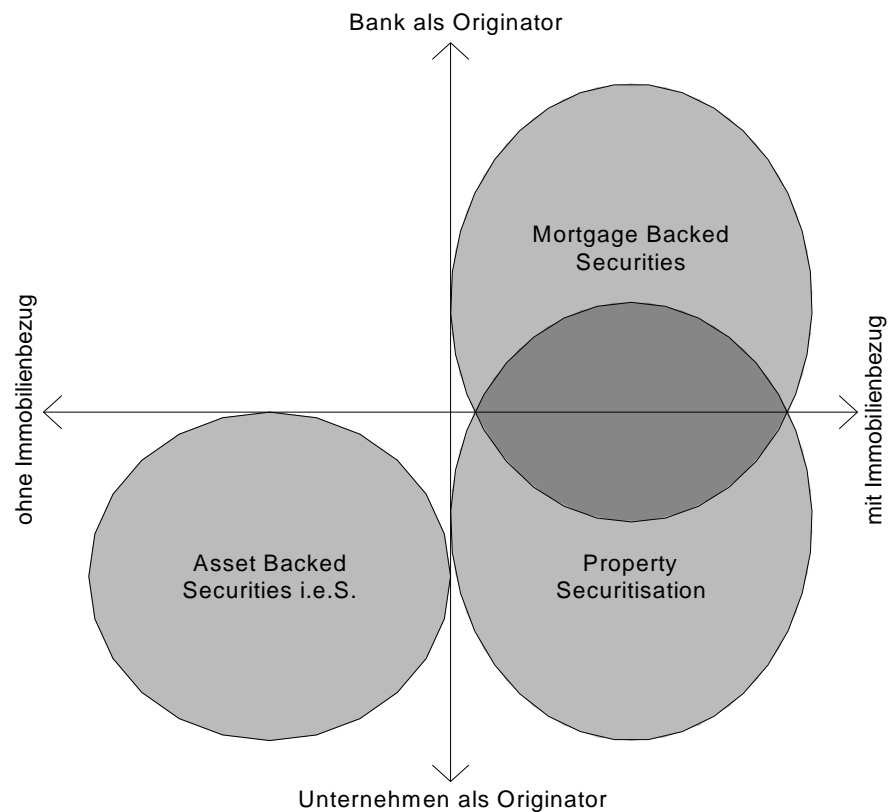 Bank als Originator
Mortgage Backed
Securities
ohne Immobilienbezug
mit Immobilienbezug
Asset Backed
Securities i.e.S.
Property
Securitisation
Unternehmen als Originator